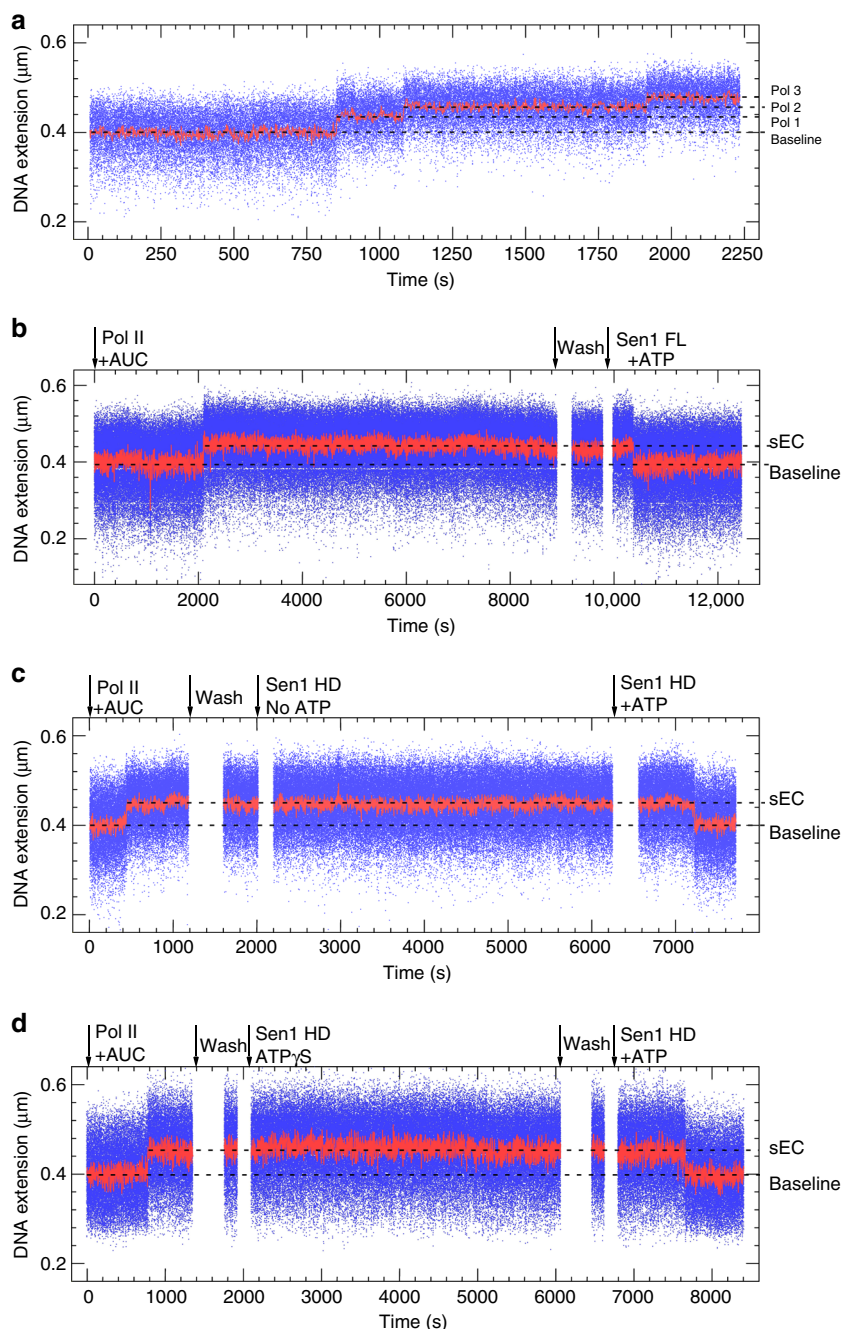 a
DNA extension (μm)
0.6
0.4
0.2
Pol 3
Pol 2
Pol 1
Baseline
0 250 500 750 1000 1250 1500 1750 2000 2250
Time (s)
b
Pol II
+AUC
Wash
Sen1 FL
+ATP
DNA extension (μm)
0.6
0.4
0.2
sEC
Baseline
0 2000 4000 6000 8000 10,000 12,000
Time (s)
c
Pol II
+AUC
Wash
Sen1 HD
No ATP
Sen1 HD
+ATP
DNA extension (μm)
0.6
0.4
0.2
sEC
Baseline
0 1000 2000 3000 4000 5000 6000 7000
Time (s)
d
Pol II
+AUC
Wash
Sen1 HD
ATPγS
Wash
Sen1 HD
+ATP
DNA extension (μm)
0.6
0.4
0.2
sEC
Baseline
0 1000 2000 3000 4000 5000 6000 7000 8000
Time (s)